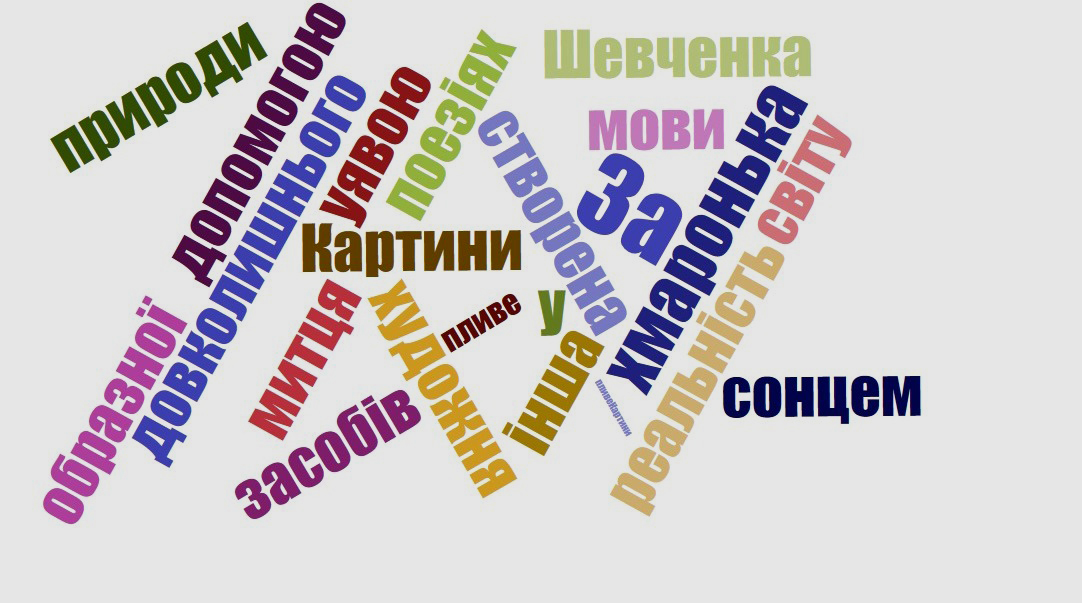 природи
допомогою
довколишнього
уявою
поезіях
Шевченка
мови
створена
За
хмаронька
світу
Картини
реальність
у
пливе
митця
художня
образної
інша
пливеКартини
сонцем
засобів